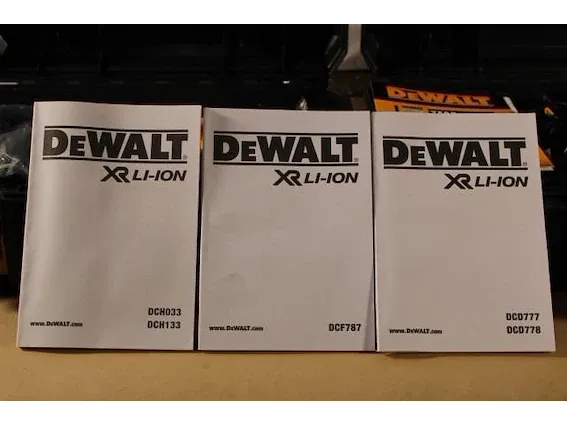 DEWALT
DEWALT®
XR LI-ION
DCH033
DCH133
www.DEWALT.com
DEWALT®
XR LI-ION
DCF787
www.DEWALT.com
DEWALT®
XR LI-ION
DCD777
DCD778
www.DEWALT.com